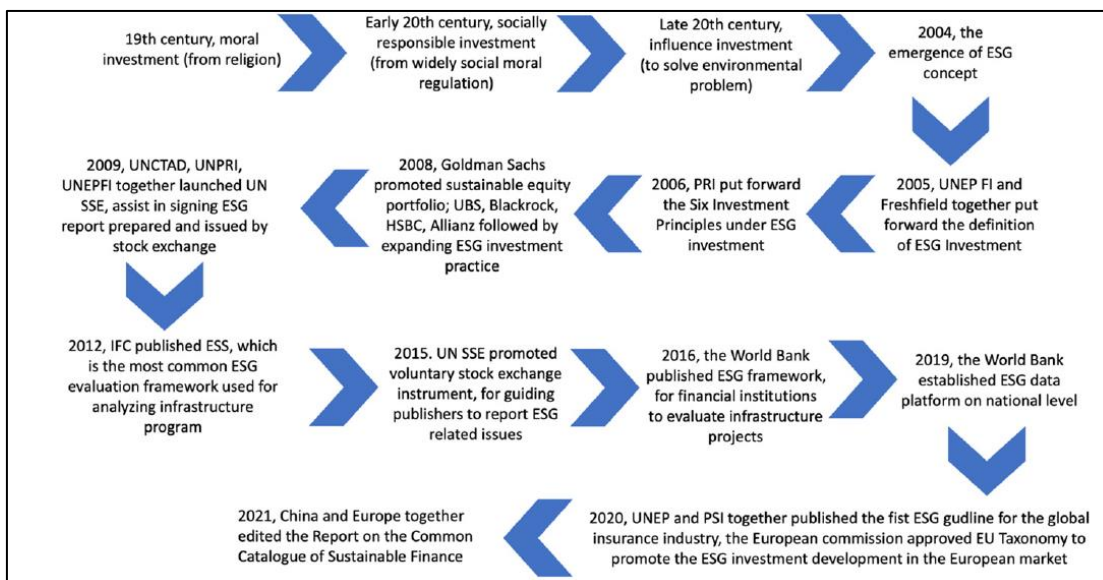 19th century, moral
investment (from religion)
Early 20th century, socially
responsible investment
(from widely social moral
regulation)
Late 20th century,
influence investment
(to solve environmental
problem)
2004, the
emergence of ESG
concept
2005, UNEP FI and
Freshfield together put
forward the definition
of ESG Investment
2006, PRI put forward
the Six Investment
Principles under ESG
investment
2008, Goldman Sachs
promoted sustainable equity
portfolio; UBS, Blackrock,
HSBC, Allianz followed by
expanding ESG investment
practice
2009, UNCTAD, UNPRI,
UNEPFI together launched UN
SSE, assist in signing ESG
report prepared and issued by
stock exchange
2012, IFC published ESS, which
is the most common ESG
evaluation framework used for
analyzing infrastructure
program
2015. UN SSE promoted
voluntary stock exchange
instrument, for guiding
publishers to report ESG
related issues
2016, the World Bank
published ESG framework,
for financial institutions
to evaluate infrastructure
projects
2019, the World Bank
established ESG data
platform on national level
2020, UNEP and PSI together published the fist ESG gudline for the global
insurance industry, the European commission approved EU Taxonomy to
promote the ESG investment development in the European market
2021, China and Europe together
edited the Report on the Common
Catalogue of Sustainable Finance